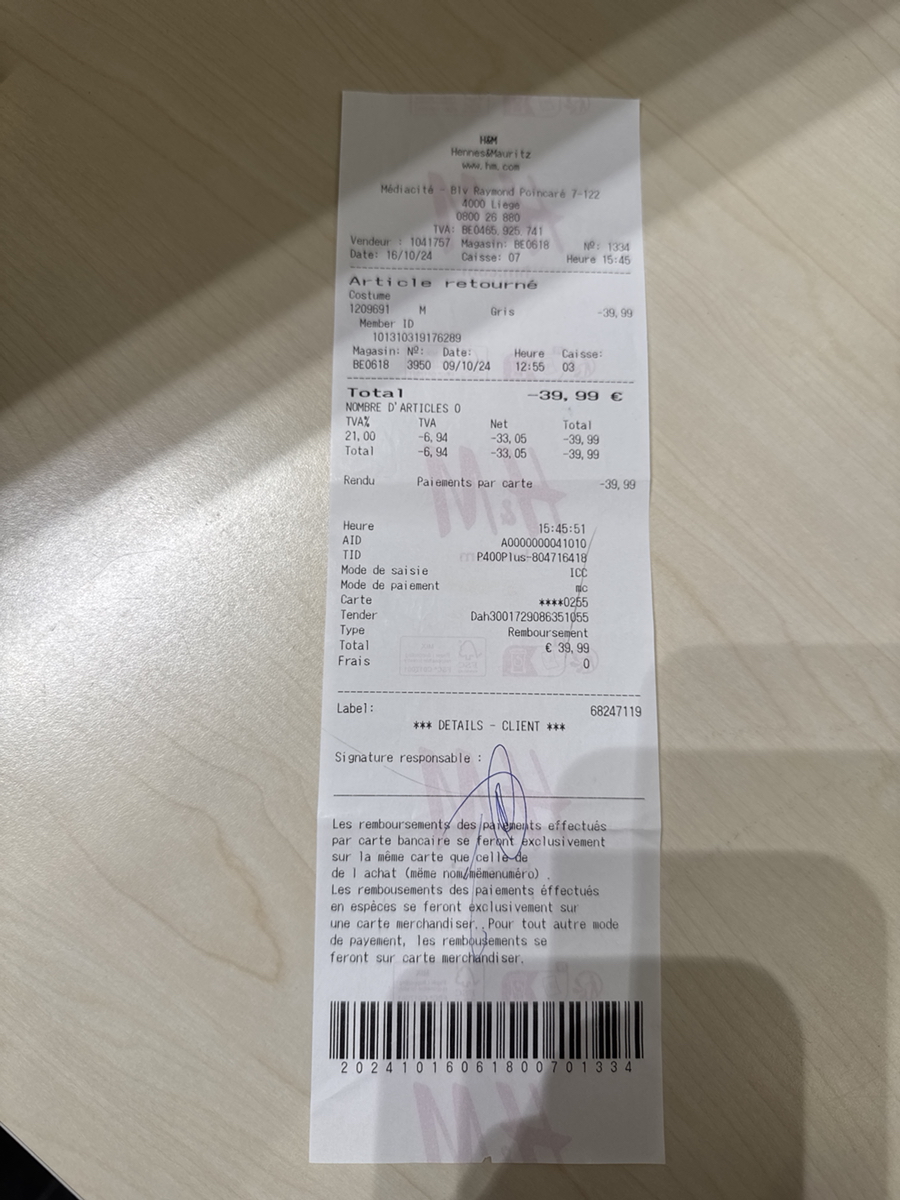 H&M
Hennes&Mauritz
www.hm.com
Médiacité - Blv Raymond Poincaré 7-122
4000 Liege
0800 26 880
TVA: BE0465.925.741
Vendeur : 1041757 Magasin: BE0618 Nº: 1334
Date: 16/10/24 Caisse: 07 Heure 15:45
Article retourné
Costume
1209691 M Gris -39,99
Member ID
101310319176289
Magasin: Nº: Date: Heure Caisse:
BE0618 3950 09/10/24 12:55 03
Total -39,99 €
NOMBRE D'ARTICLES 0
TVA% TVA Net Total
21,00 -6,94 -33,05 -39,99
Total -6,94 -33,05 -39,99
Rendu Paiements par carte -39,99
Heure 15:45:51
AID A0000000041010
TID P400Plus-804716418
Mode de saisie ICC
Mode de paiement mc
Carte ****0255
Tender Dah3001729086351055
Type Remboursement
Total € 39,99
Frais 0
Label: 68247119
*** DETAILS - CLIENT ***
Signature responsable :
Les remboursements des paiements effectués
par carte bancaire se feront exclusivement
sur la même carte que celle de
de l achat (même nom/mêmenuméro) .
Les rembousements des paiements éffectués
en espèces se feront exclusivement sur
une carte merchandiser. Pour tout autre mode
de payement, les rembousements se
feront sur carte merchandiser.
20241016061800701334